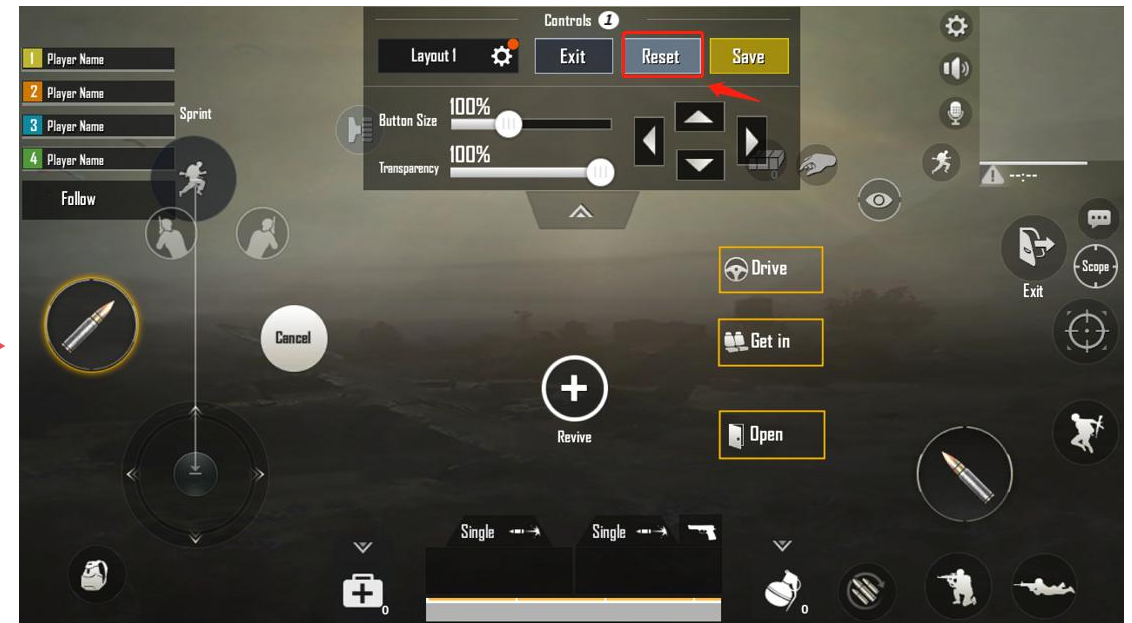 Controls 1
Layout 1
Exit
Reset
Save
100%
Button Size
100%
Transparency
1 Player Name
2 Player Name
3 Player Name
4 Player Name
Follow
Sprint
0
--:--
Drive
Exit
Scope
Cancel
Get in
Revive
Open
Single
Single
0
0